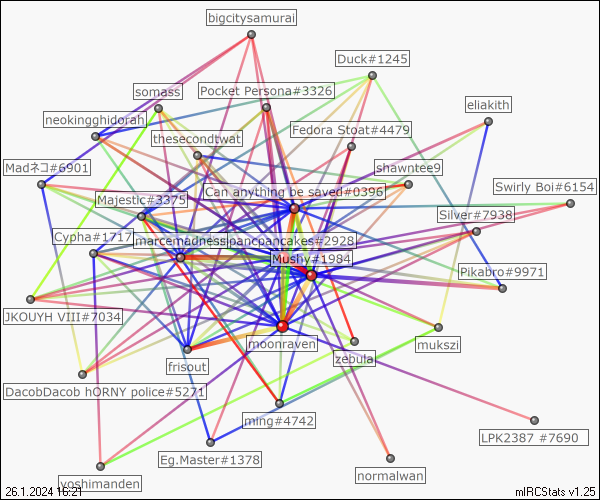 bigcitysamurai
Duck#1245
somass
Pocket Persona#3326
eliakith
neokingghidorah
Fedora Stoat#4479
thesecondtwat
Madネコ#6901
shawntee9
Can anything be saved#0396
Swirly Boi#6154
Majestic#3375
Silver#7938
Cypha#1717
marcemadness|pancpancakes#2928
Mushy#1984
Pikabro#9971
JKOUYH VIII#7034
moonraven
mukszi
frisout
zebula
DacobDacob hORNY police#5271
ming#4742
LPK2387 #7690
Eg.Master#1378
normalwan
yoshimanden
26.1.2024 16:21
mIRCStats v1.25